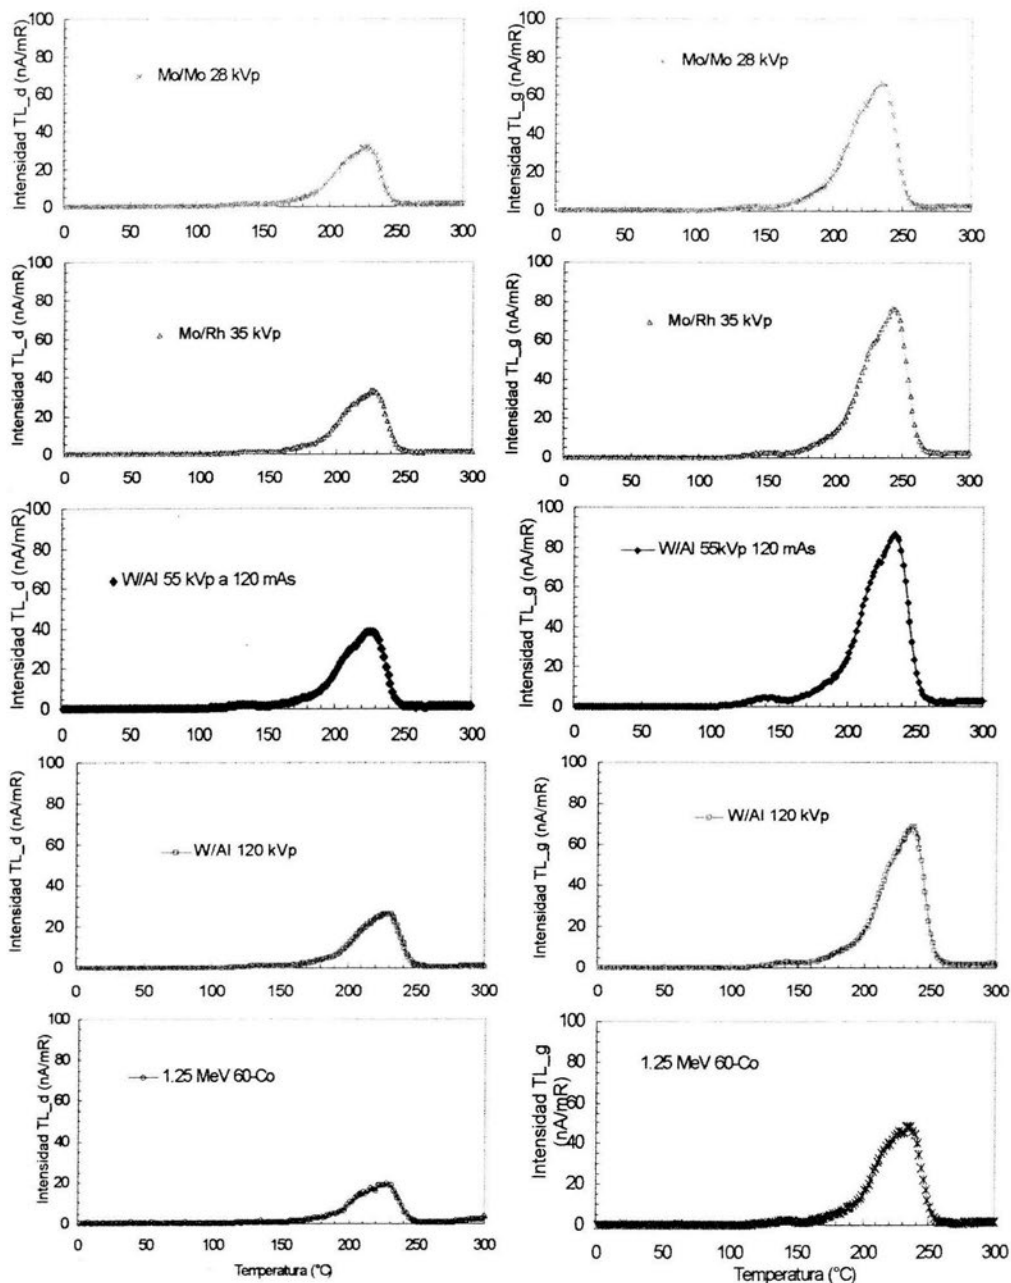 Intensidad TL_d (nA/mR)
100
80
60
40
20
0
Mo/Mo 28 kVp
0 50 100 150 200 250 300
Intensidad TL_g (nA/mR)
100
80
60
40
20
0
Mo/Mo 28 kVp
0 50 100 150 200 250 300
Intensidad TL_d (nA/mR)
100
80
60
40
20
0
Mo/Rh 35 kVp
0 50 100 150 200 250 300
Intensidad TL_g (nA/mR)
100
80
60
40
20
0
Mo/Rh 35 kVp
0 50 100 150 200 250 300
Intensidad TL_d (nA/mR)
100
80
60
40
20
0
W/Al 55 kVp a 120 mAs
0 50 100 150 200 250 300
Intensidad TL_g (nA/mR)
100
80
60
40
20
0
W/Al 55kVp 120 mAs
0 50 100 150 200 250 300
Intensidad TL_d (nA/mR)
100
80
60
40
20
0
W/Al 120 kVp
0 50 100 150 200 250 300
Intensidad TL_g (nA/mR)
100
80
60
40
20
0
W/Al 120 kVp
0 50 100 150 200 250 300
Intensidad TL_d (nA/mR)
100
80
60
40
20
0
1.25 MeV 60-Co
0 50 100 150 200 250 300
Temperatura (°C)
Intensidad TL_g
(nA/mR)
100
80
60
40
20
0
1.25 MeV 60-Co
0 50 100 150 200 250 300
Temperatura (°C)